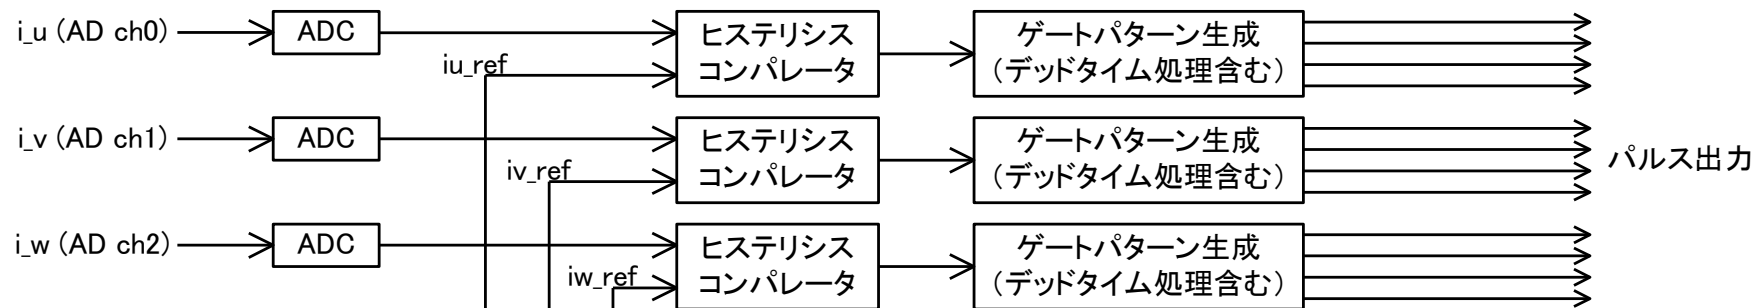 i_u (AD ch0)
ADC
iu_ref
ヒステリシス
コンパレータ
ゲートパターン生成
(デッドタイム処理含む)
i_v (AD ch1)
ADC
iv_ref
ヒステリシス
コンパレータ
ゲートパターン生成
(デッドタイム処理含む)
パルス出力
i_w (AD ch2)
ADC
iw_ref
ヒステリシス
コンパレータ
ゲートパターン生成
(デッドタイム処理含む)